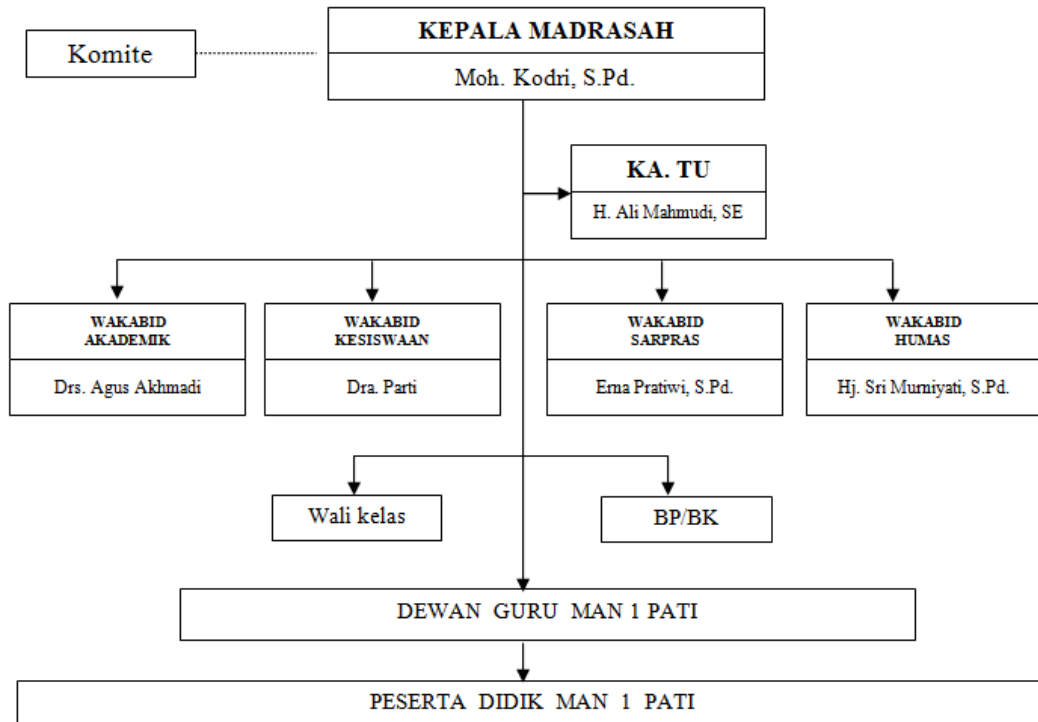 KEPALA MADRASAH
Komite
Moh. Kodri, S.Pd.
KA. TU
H. Ali Mahmudi, SE
WAKABID
AKADEMIK
Drs. Agus Akhmadi
WAKABID
KESISWAAN
Dra. Parti
WAKABID
SARPRAS
Erna Pratiwi, S.Pd.
WAKABID
HUMAS
Hj. Sri Murniyati, S.Pd.
Wali kelas
BP/BK
DEWAN GURU MAN 1 PATI
PESERTA DIDIK MAN 1 PATI